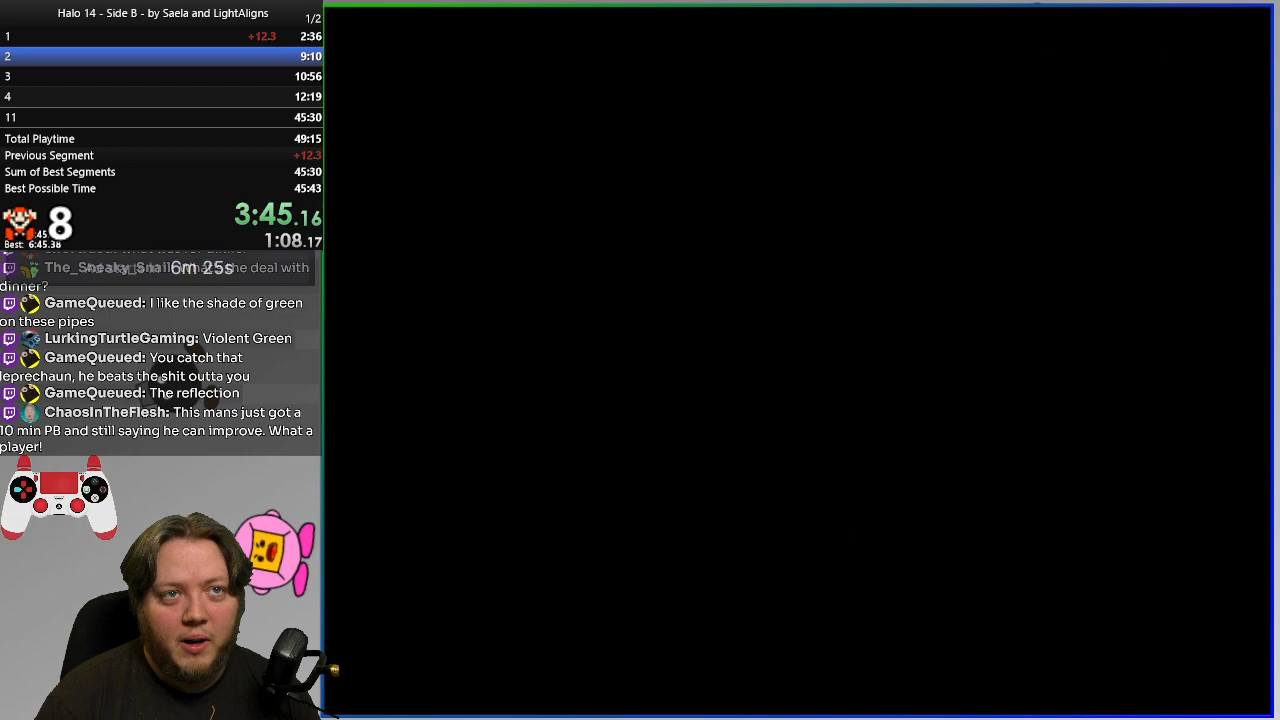 Halo 14 - Side B - by Saela and LightAligns
1/2
1 +12.3 2:36
2 9:10
3 10:56
4 12:19
11 45:30
Total Playtime 49:15
Previous Segment +12.3
Sum of Best Segments 45:30
Best Possible Time 45:43
8 3:45.16
:45
Best: 6:45.38 1:08.17
The_Sneaky_Snail: the deal with
6m 25s
dinner?
GameQueued: I like the shade of green
on these pipes
LurkingTurtleGaming: Violent Green
GameQueued: You catch that
leprechaun, he beats the shit outta you
GameQueued: The reflection
ChaosInTheFlesh: This mans just got a
10 min PB and still saying he can improve. What a
player!